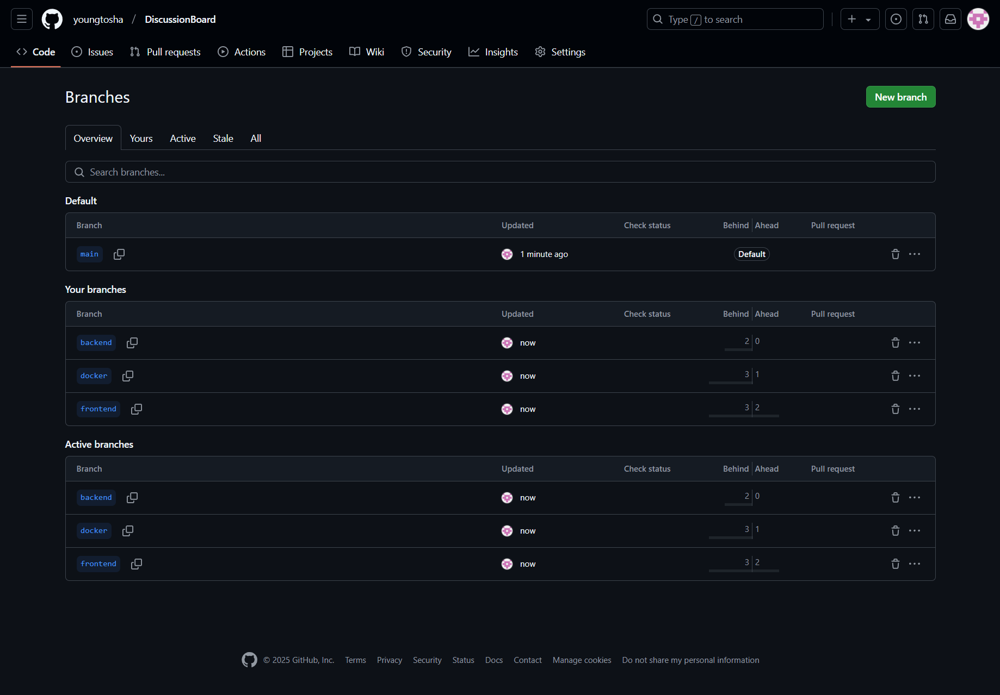 youngtosha / DiscussionBoard
Type / to search
Code Issues Pull requests Actions Projects Wiki Security Insights Settings
Branches
New branch
Overview Yours Active Stale All
Search branches...
Default
Branch Updated Check status Behind Ahead Pull request
main 1 minute ago Default
Your branches
Branch Updated Check status Behind Ahead Pull request
backend now 2 0
docker now 3 1
frontend now 3 2
Active branches
Branch Updated Check status Behind Ahead Pull request
backend now 2 0
docker now 3 1
frontend now 3 2
© 2025 GitHub, Inc. Terms Privacy Security Status Docs Contact Manage cookies Do not share my personal information